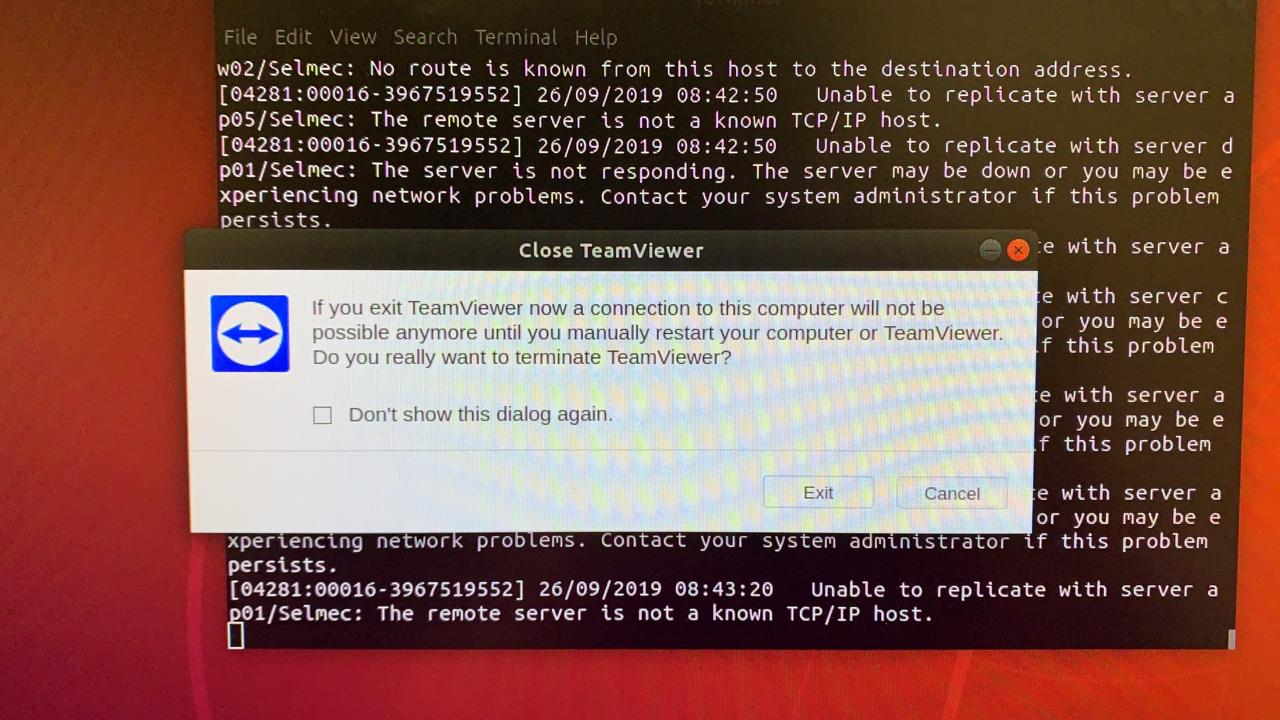 File Edit View Search Terminal Help
w02/Selmec: No route is known from this host to the destination address.
[04281:00016-3967519552] 26/09/2019 08:42:50 Unable to replicate with server a
p05/Selmec: The remote server is not a known TCP/IP host.
[04281:00016-3967519552] 26/09/2019 08:42:50 Unable to replicate with server d
p01/Selmec: The server is not responding. The server may be down or you may be e
xperiencing network problems. Contact your system administrator if this problem
persists.
Close TeamViewer
te with server a
If you exit TeamViewer now a connection to this computer will not be
possible anymore until you manually restart your computer or TeamViewer.
Do you really want to terminate TeamViewer?
te with server c
or you may be e
if this problem
Don't show this dialog again.
te with server a
or you may be e
if this problem
Exit
Cancel
te with server a
or you may be e
xperiencing network problems. Contact your system administrator if this problem
persists.
[04281:00016-3967519552] 26/09/2019 08:43:20 Unable to replicate with server a
p01/Selmec: The remote server is not a known TCP/IP host.